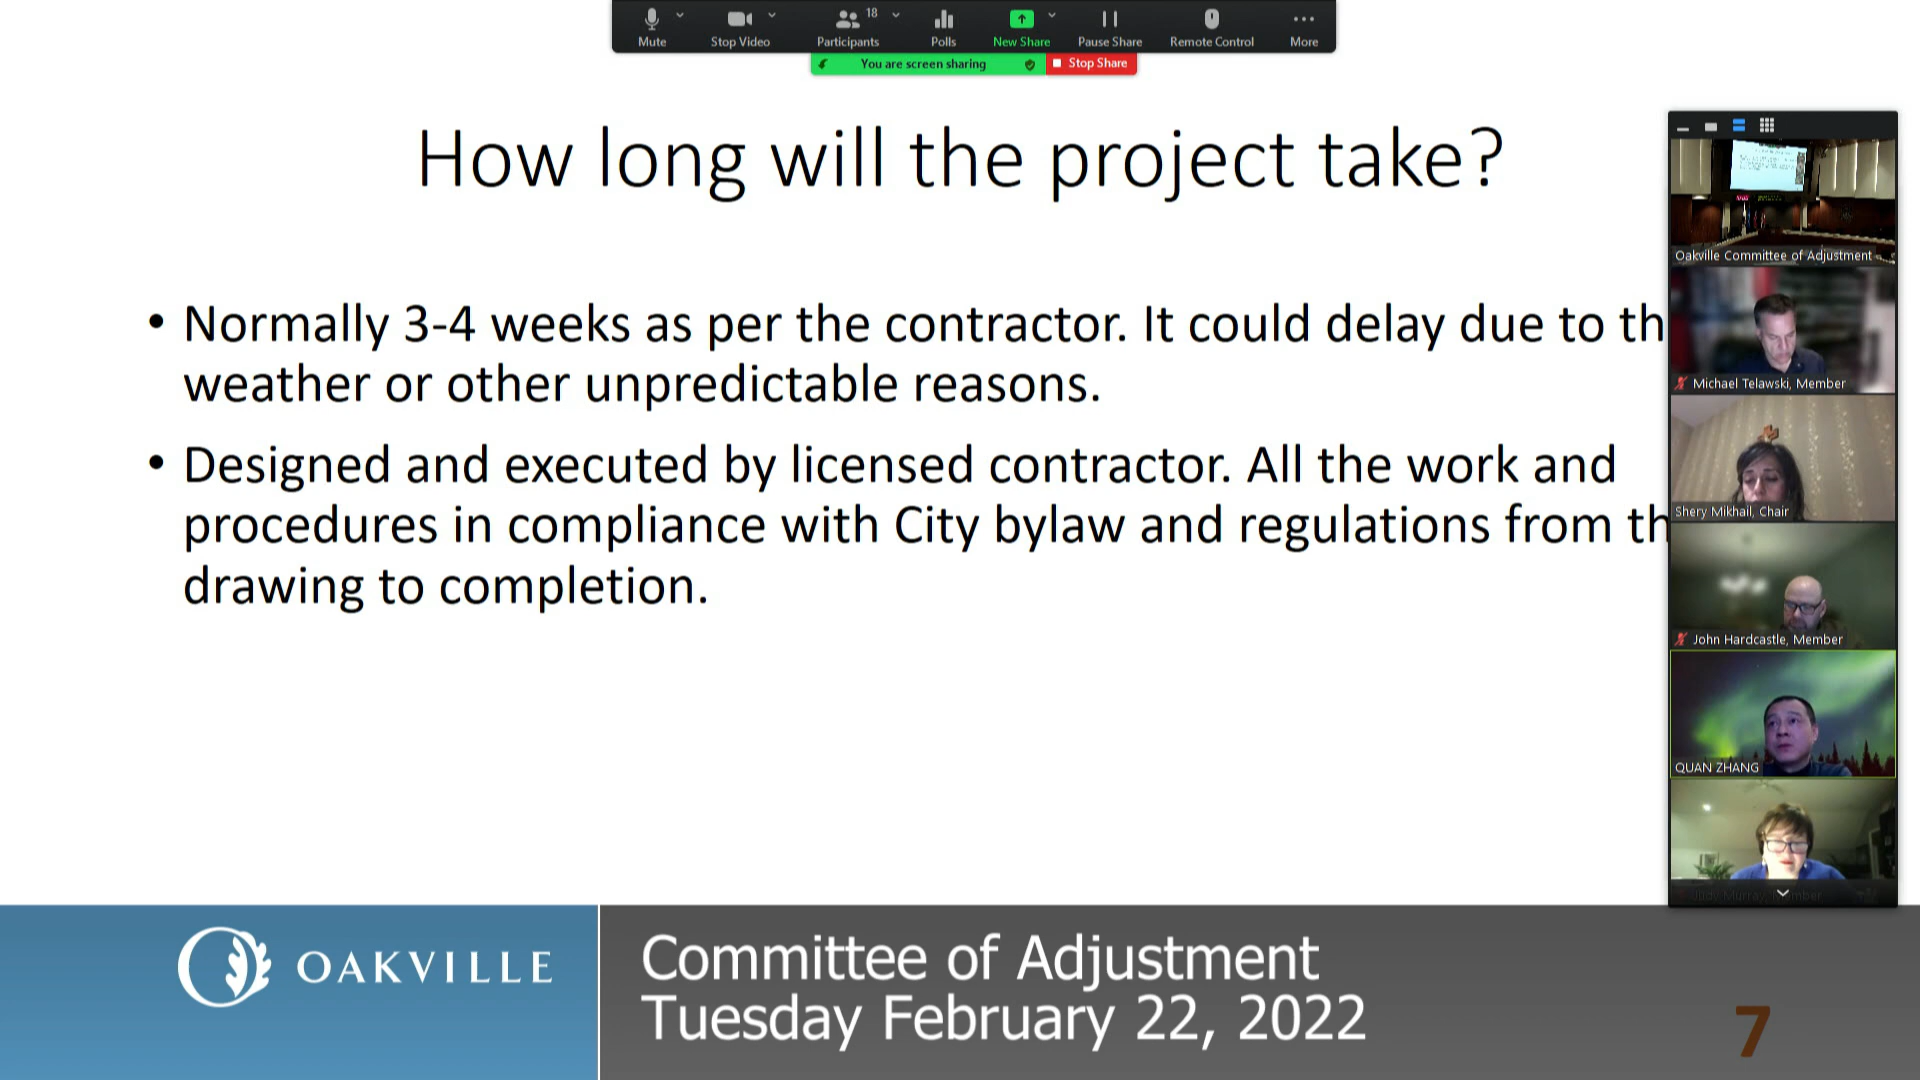 18
Mute
Stop Video
Participants
Polls
New Share
Pause Share
Remote Control
More
You are screen sharing
Stop Share
How long will the project take?
• Normally 3-4 weeks as per the contractor. It could delay due to th
weather or other unpredictable reasons.
• Designed and executed by licensed contractor. All the work and
procedures in compliance with City bylaw and regulations from th
drawing to completion.
Oakville Committee of Adjustment
Michael Telawski, Member
Shery Mikhail, Chair
John Hardcastle, Member
QUAN ZHANG
Judy Murray, Member
OAKVILLE
Committee of Adjustment
Tuesday February 22, 2022
7